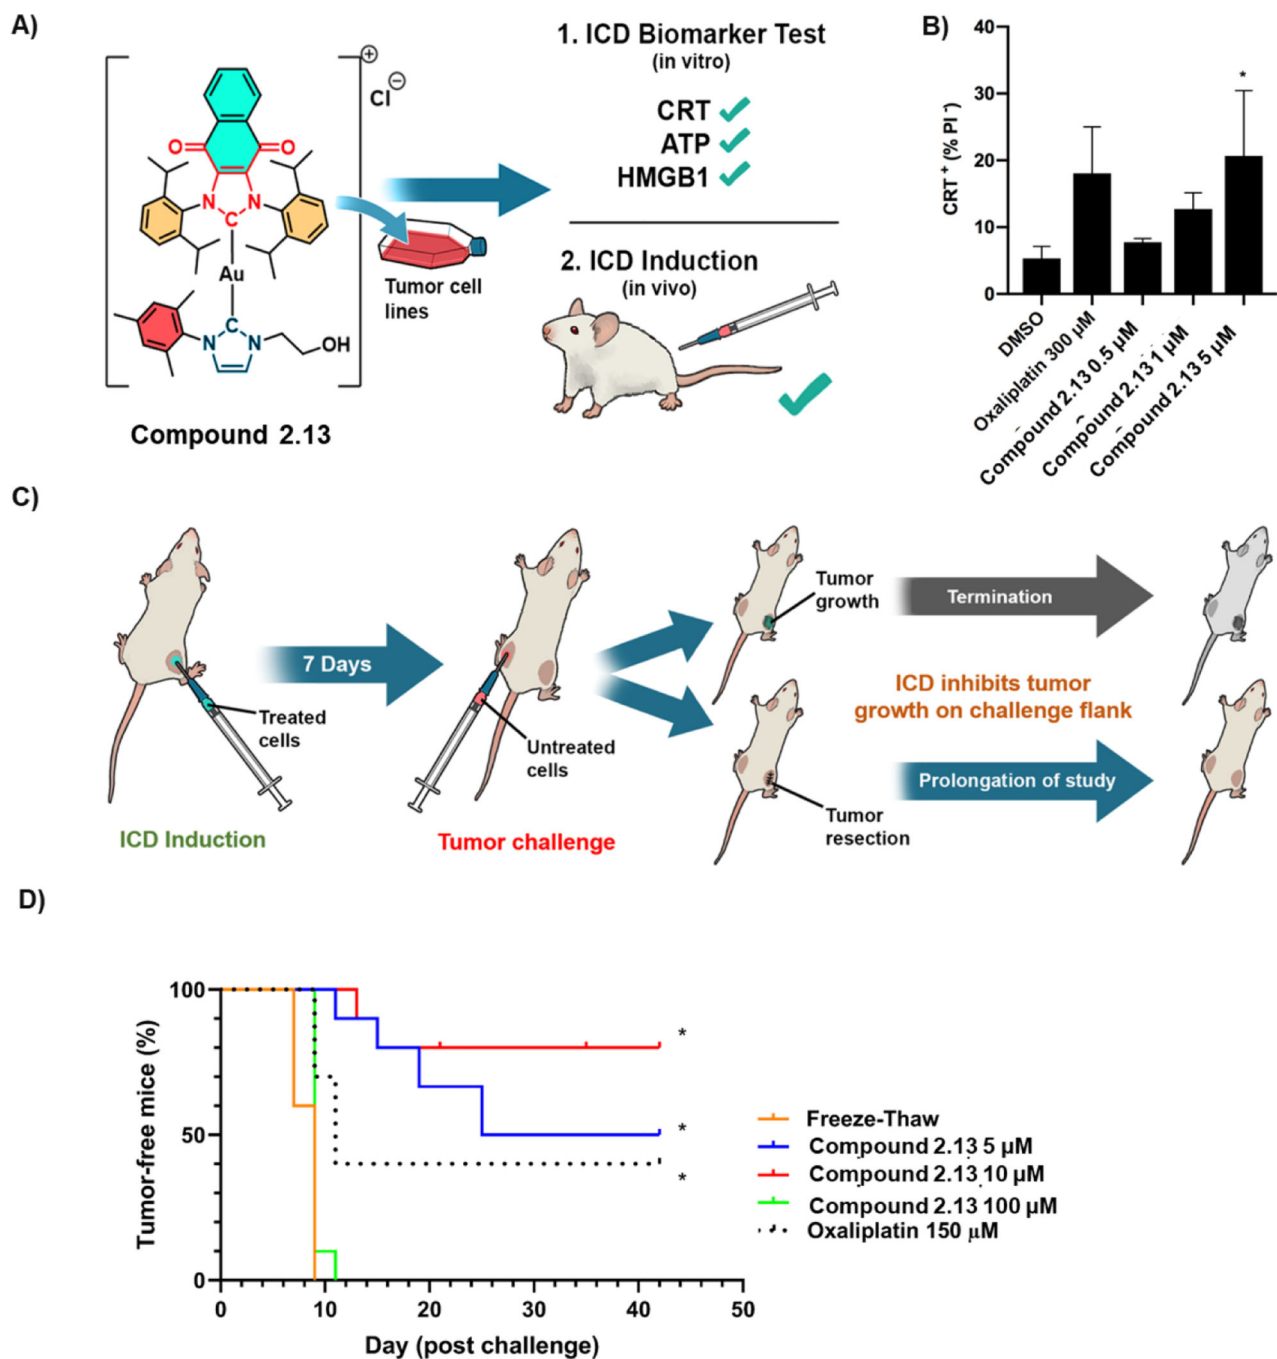 A)
O
O
N
N
C
Au
C
N
N
OH
+
Cl
−
Compound 2.13
Tumor cell
lines
1. ICD Biomarker Test
(in vitro)
CRT
ATP
HMGB1
2. ICD Induction
(in vivo)
B)
CRT + (% PI-)
40
30
20
10
0
*
DMSO
Oxaliplatin 300 µM
Compound 2.13 0.5 µM
Compound 2.13 1 µM
Compound 2.13 5 µM
C)
Treated
cells
ICD Induction
7 Days
Untreated
cells
Tumor challenge
Tumor
growth
Termination
ICD inhibits tumor
growth on challenge flank
Tumor
resection
Prolongation of study
D)
Tumor-free mice (%)
100
50
0
0
10
20
30
40
50
Day (post challenge)
*
*
*
Freeze-Thaw
Compound 2.13 5 µM
Compound 2.13 10 µM
Compound 2.13 100 µM
Oxaliplatin 150 µM